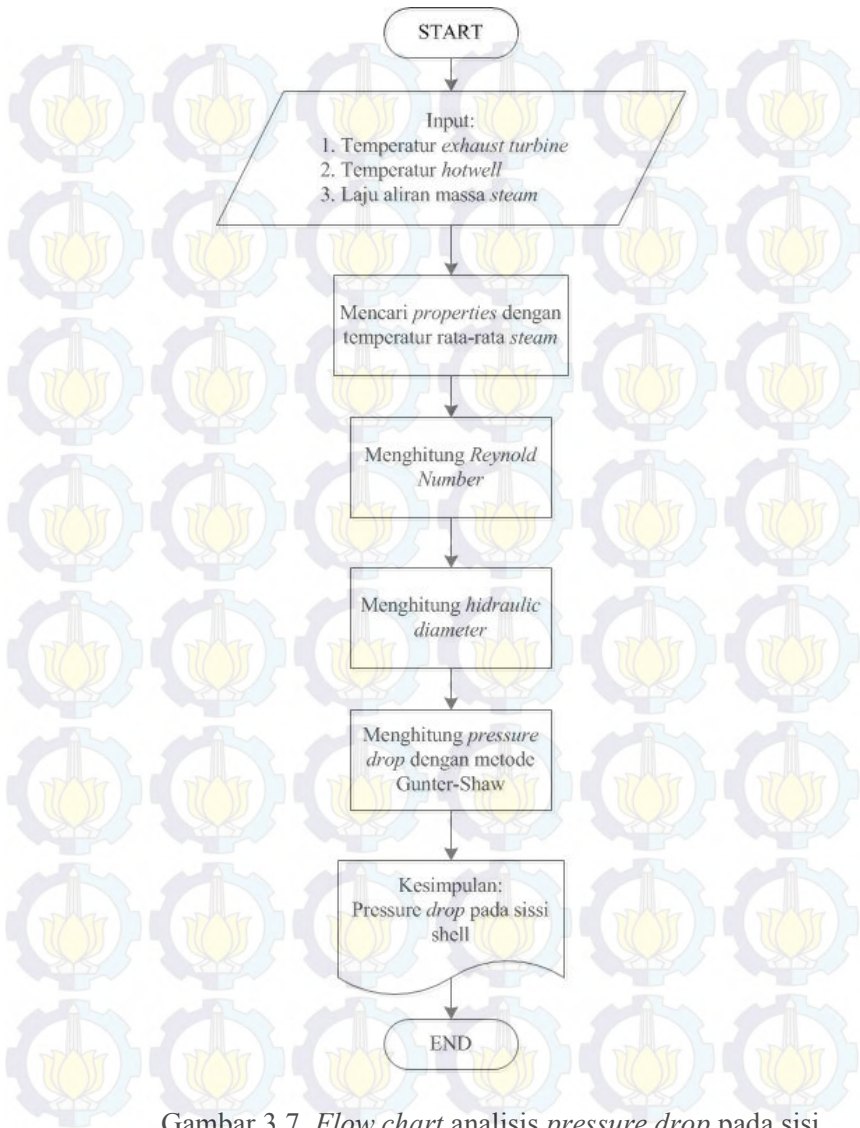 START
Input:
1. Temperatur exhaust turbine
2. Temperatur hotwell
3. Laju aliran massa steam
Mencari properties dengan
temperatur rata-rata steam
Menghitung Reynold
Number
Menghitung hidraulic
diameter
Menghitung pressure
drop dengan metode
Gunter-Shaw
Kesimpulan:
Pressure drop pada sissi
shell
END
Gambar 3.7 Flow chart analisis pressure drop pada sisi